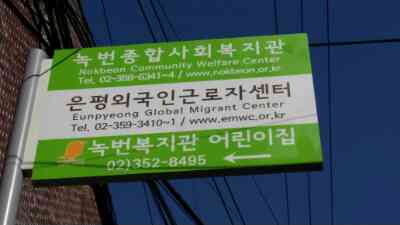 녹번종합사회복지관
Nokbeon Community Welfare Center
Tel. 02-388-6341~4 / www.nokbeon.or.kr
은평외국인근로자센터
Eunpyeong Global Migrant Center
Tel, 02-359-3410~1 / www.emwc.or.kr
녹번복지관 어린이집
02)352-8495